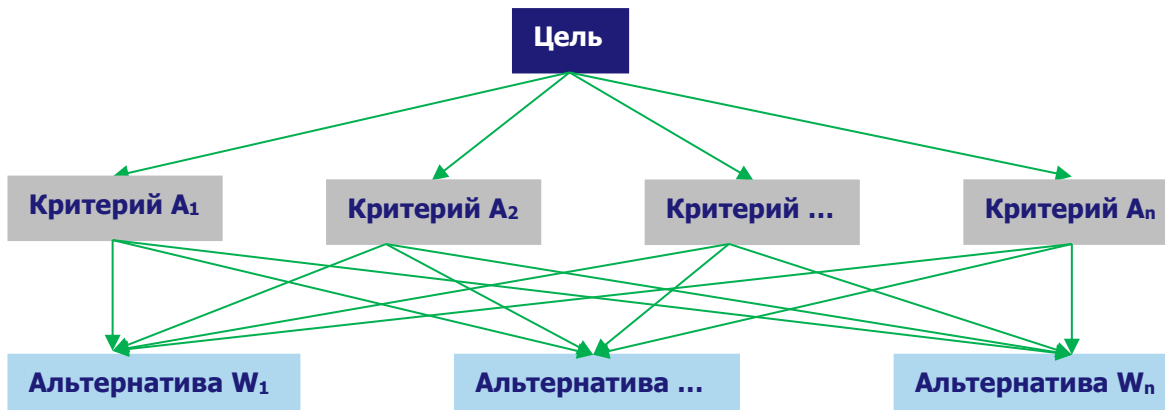 Цель
Критерий A₁
Критерий A₂
Критерий ...
Критерий Aₙ
Альтернатива W₁
Альтернатива ...
Альтернатива Wₙ